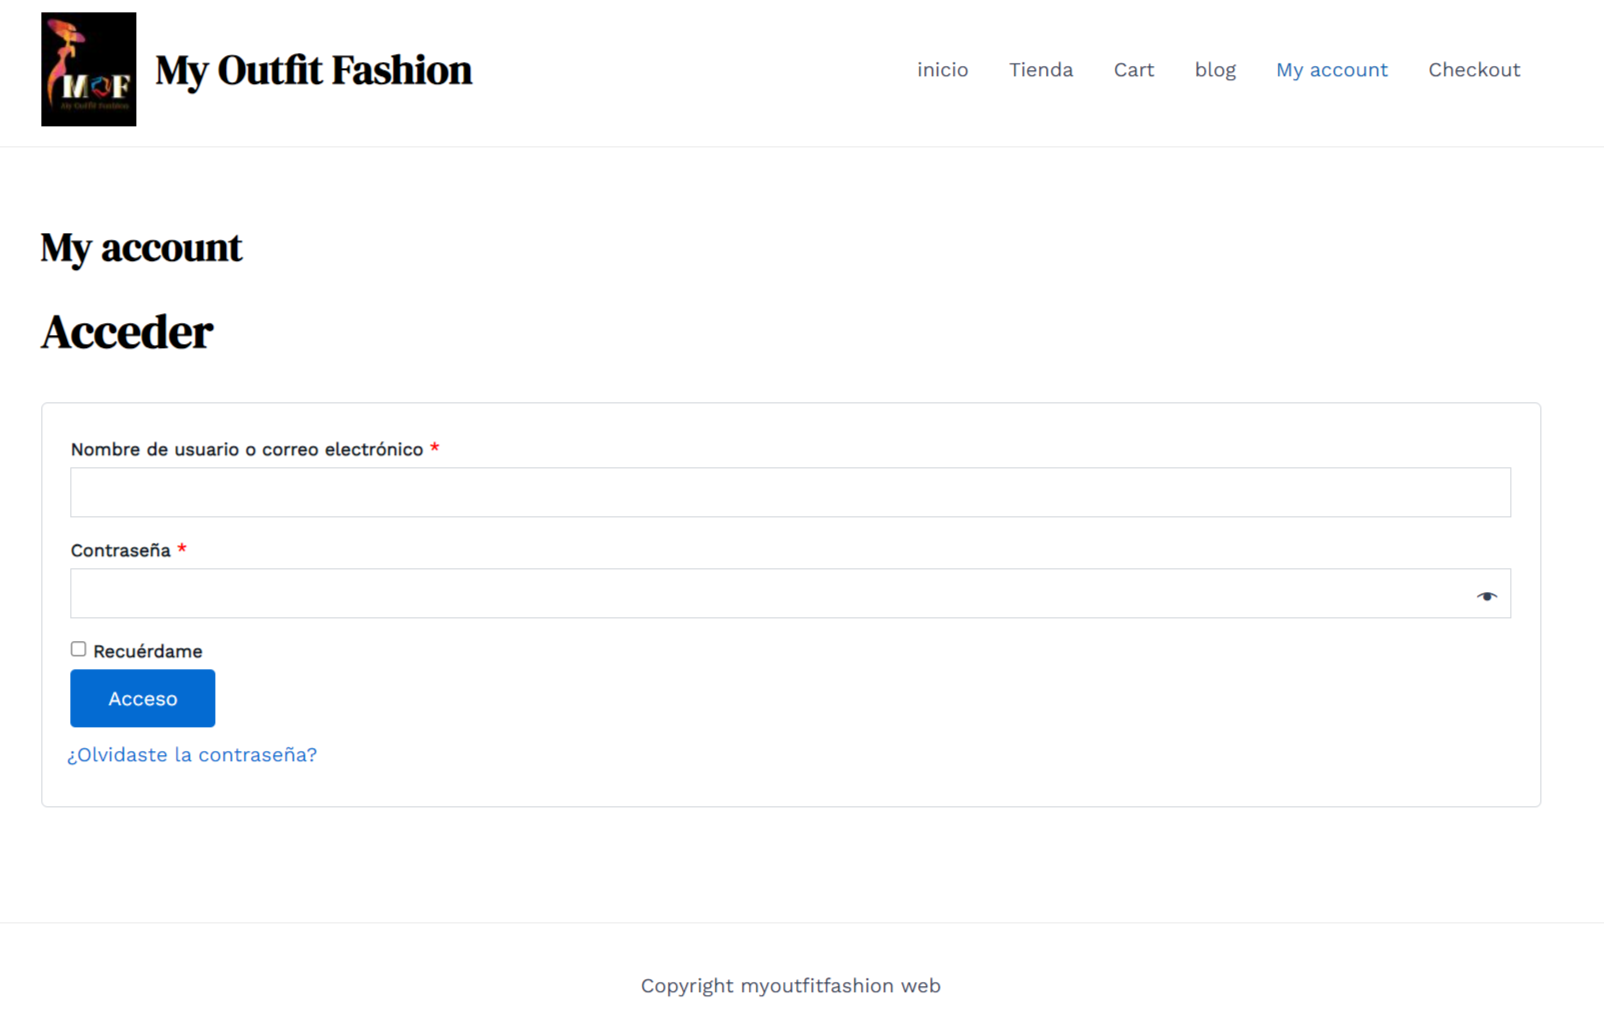 MOF
My Outfit Fashion
My Outfit Fashion
inicio Tienda Cart blog My account Checkout
My account
Acceder
Nombre de usuario o correo electrónico *
Contraseña *
Recuérdame
Acceso
¿Olvidaste la contraseña?
Copyright myoutfitfashion web